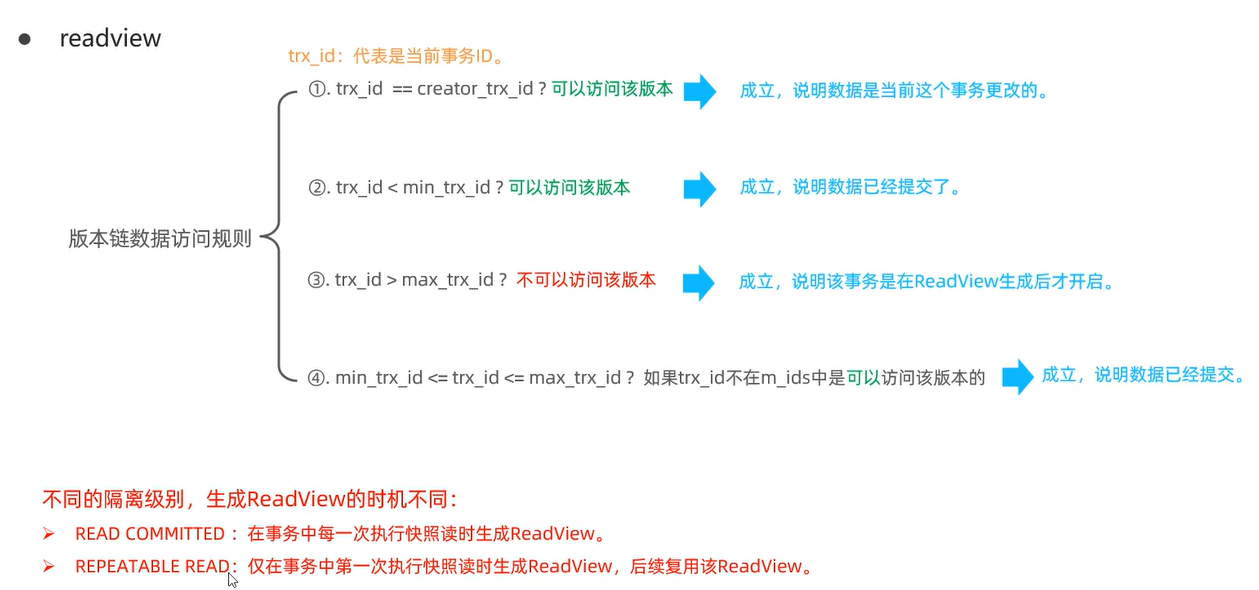 ● readview
trx_id：代表是当前事务ID。
①. trx_id == creator_trx_id ? 可以访问该版本 成立，说明数据是当前这个事务更改的。
②. trx_id < min_trx_id ? 可以访问该版本 成立，说明数据已经提交了。
版本链数据访问规则
③. trx_id > max_trx_id ? 不可以访问该版本 成立，说明该事务是在ReadView生成后才开启。
④. min_trx_id <= trx_id <= max_trx_id ? 如果trx_id不在m_ids中是可以访问该版本的 成立，说明数据已经提交。
不同的隔离级别，生成ReadView的时机不同：
➢ READ COMMITTED ：在事务中每一次执行快照读时生成ReadView。
➢ REPEATABLE READ：仅在事务中第一次执行快照读时生成ReadView，后续复用该ReadView。